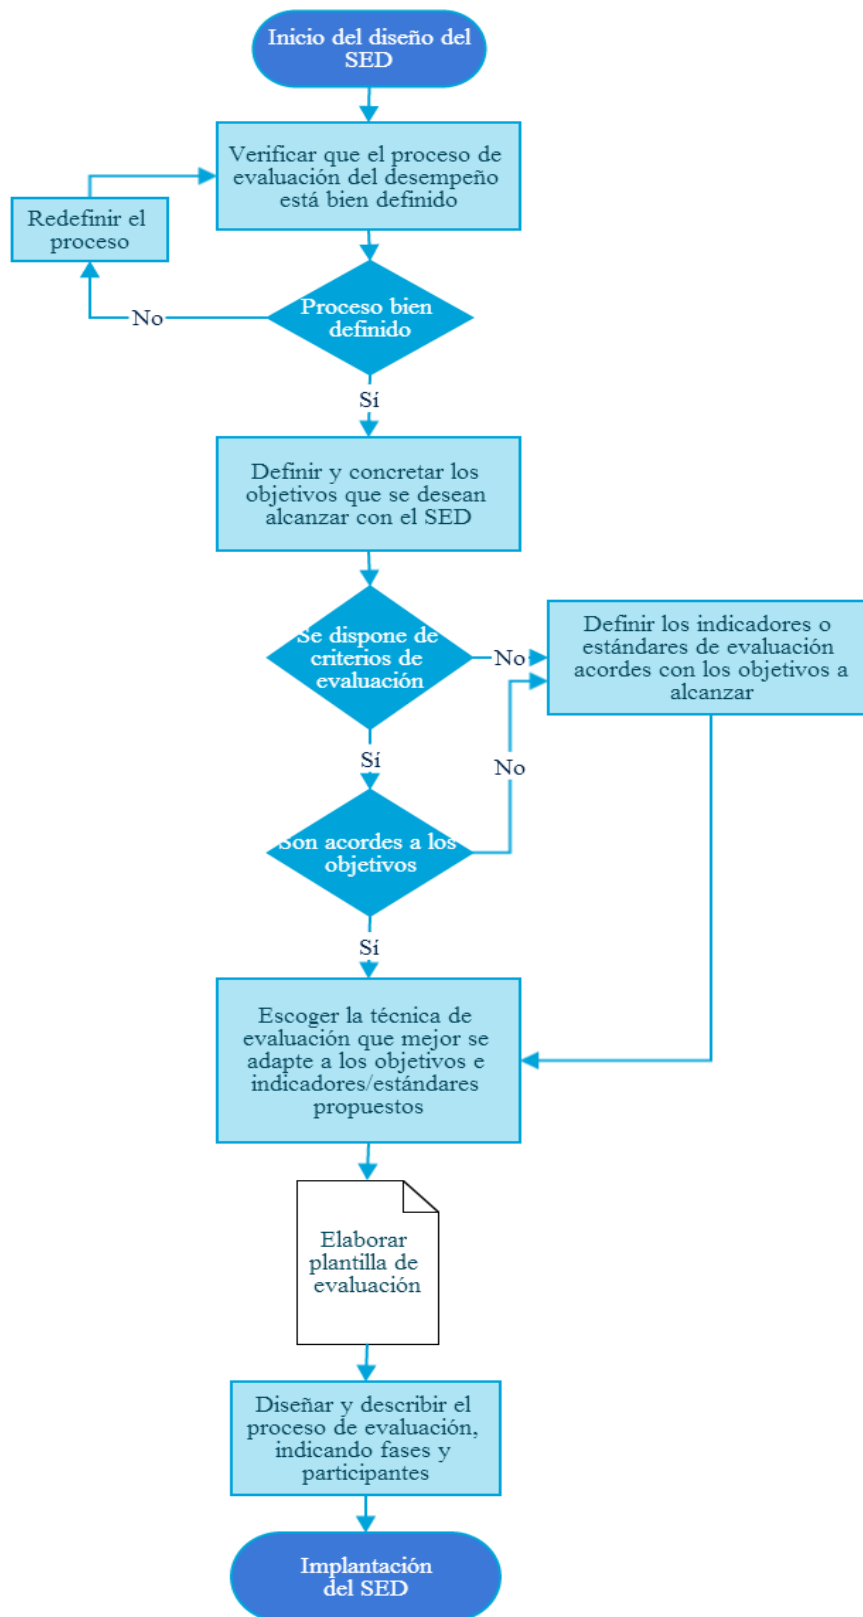 Inicio del diseño del
SED
Verificar que el proceso de
evaluación del desempeño
está bien definido
Redefinir el
proceso
Proceso bien
definido
No
Sí
Definir y concretar los
objetivos que se desean
alcanzar con el SED
Se dispone de
criterios de
evaluación
No
Definir los indicadores o
estándares de evaluación
acordes con los objetivos a
alcanzar
Sí
No
Son acordes a los
objetivos
Sí
Escoger la técnica de
evaluación que mejor se
adapte a los objetivos e
indicadores/estándares
propuestos
Elaborar
plantilla de
evaluación
Diseñar y describir el
proceso de evaluación,
indicando fases y
participantes
Implantación
del SED